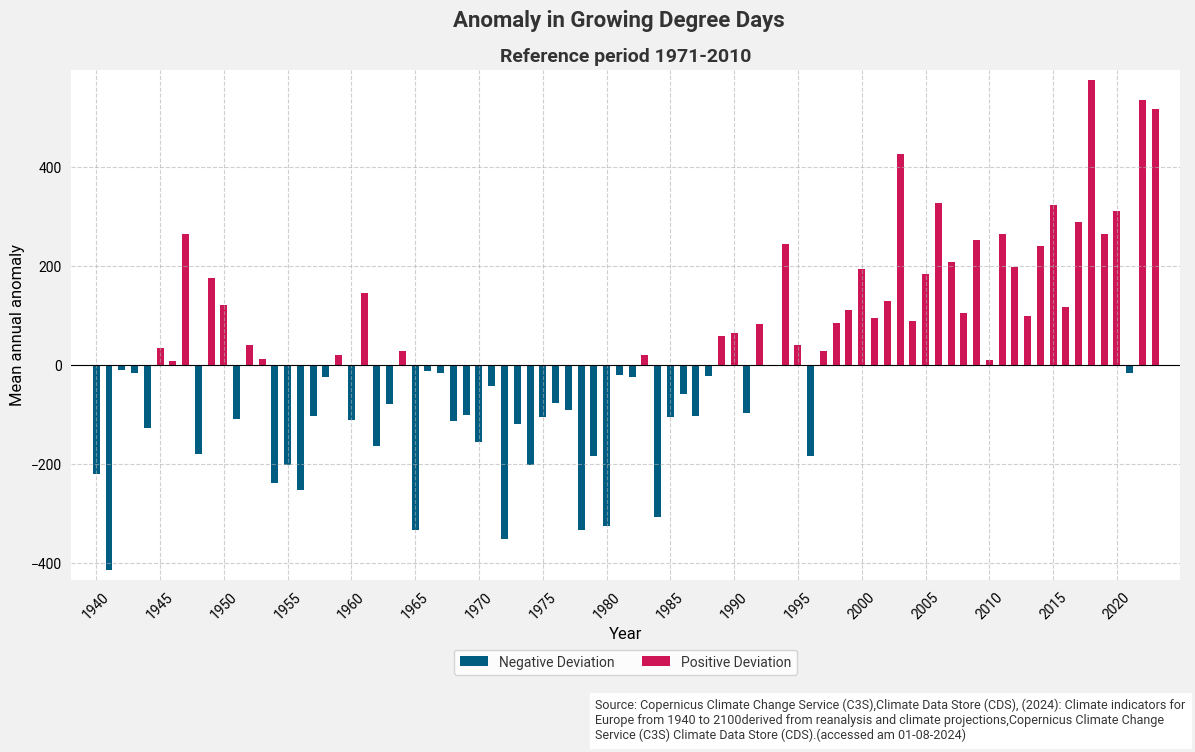 Anomaly in Growing Degree Days
Reference period 1971-2010
Mean annual anomaly
400
200
0
−200
−400
1940
1945
1950
1955
1960
1965
1970
1975
1980
1985
1990
1995
2000
2005
2010
2015
2020
Year
Negative Deviation
Positive Deviation
Source: Copernicus Climate Change Service (C3S),Climate Data Store (CDS), (2024): Climate indicators for
Europe from 1940 to 2100derived from reanalysis and climate projections,Copernicus Climate Change
Service (C3S) Climate Data Store (CDS).(accessed am 01-08-2024)